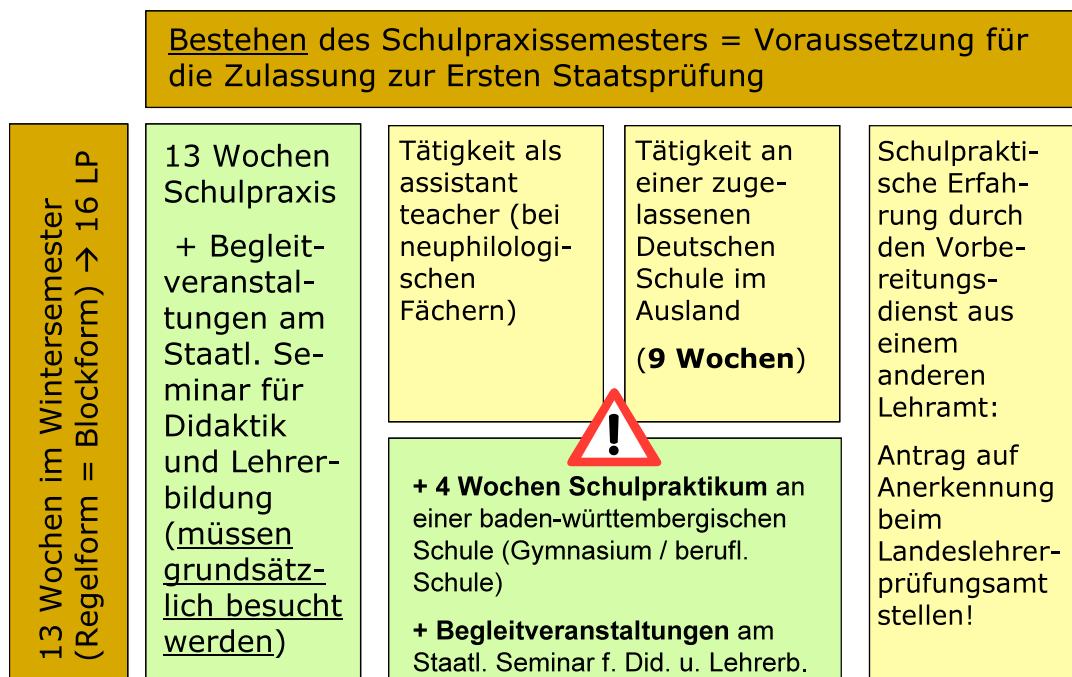 Bestehen des Schulpraxissemesters = Voraussetzung für
die Zulassung zur Ersten Staatsprüfung
13 Wochen im Wintersemester
(Regelform = Blockform) → 16 LP
13 Wochen
Schulpraxis
+ Begleit-
veranstal-
tungen am
Staatl. Se-
minar für
Didaktik
und Lehrer-
bildung
(müssen
grundsätz-
lich besucht
werden)
Tätigkeit als
assistant
teacher (bei
neuphilologi-
schen
Fächern)
Tätigkeit an
einer zuge-
lassenen
Deutschen
Schule im
Ausland
(9 Wochen)
!
+ 4 Wochen Schulpraktikum an
einer baden-württembergischen
Schule (Gymnasium / berufl.
Schule)
+ Begleitveranstaltungen am
Staatl. Seminar f. Did. u. Lehrerb.
Schulprakti-
sche Erfah-
rung durch
den Vorbe-
reitungs-
dienst aus
einem
anderen
Lehramt:
Antrag auf
Anerkennung
beim
Landeslehrer-
prüfungsamt
stellen!